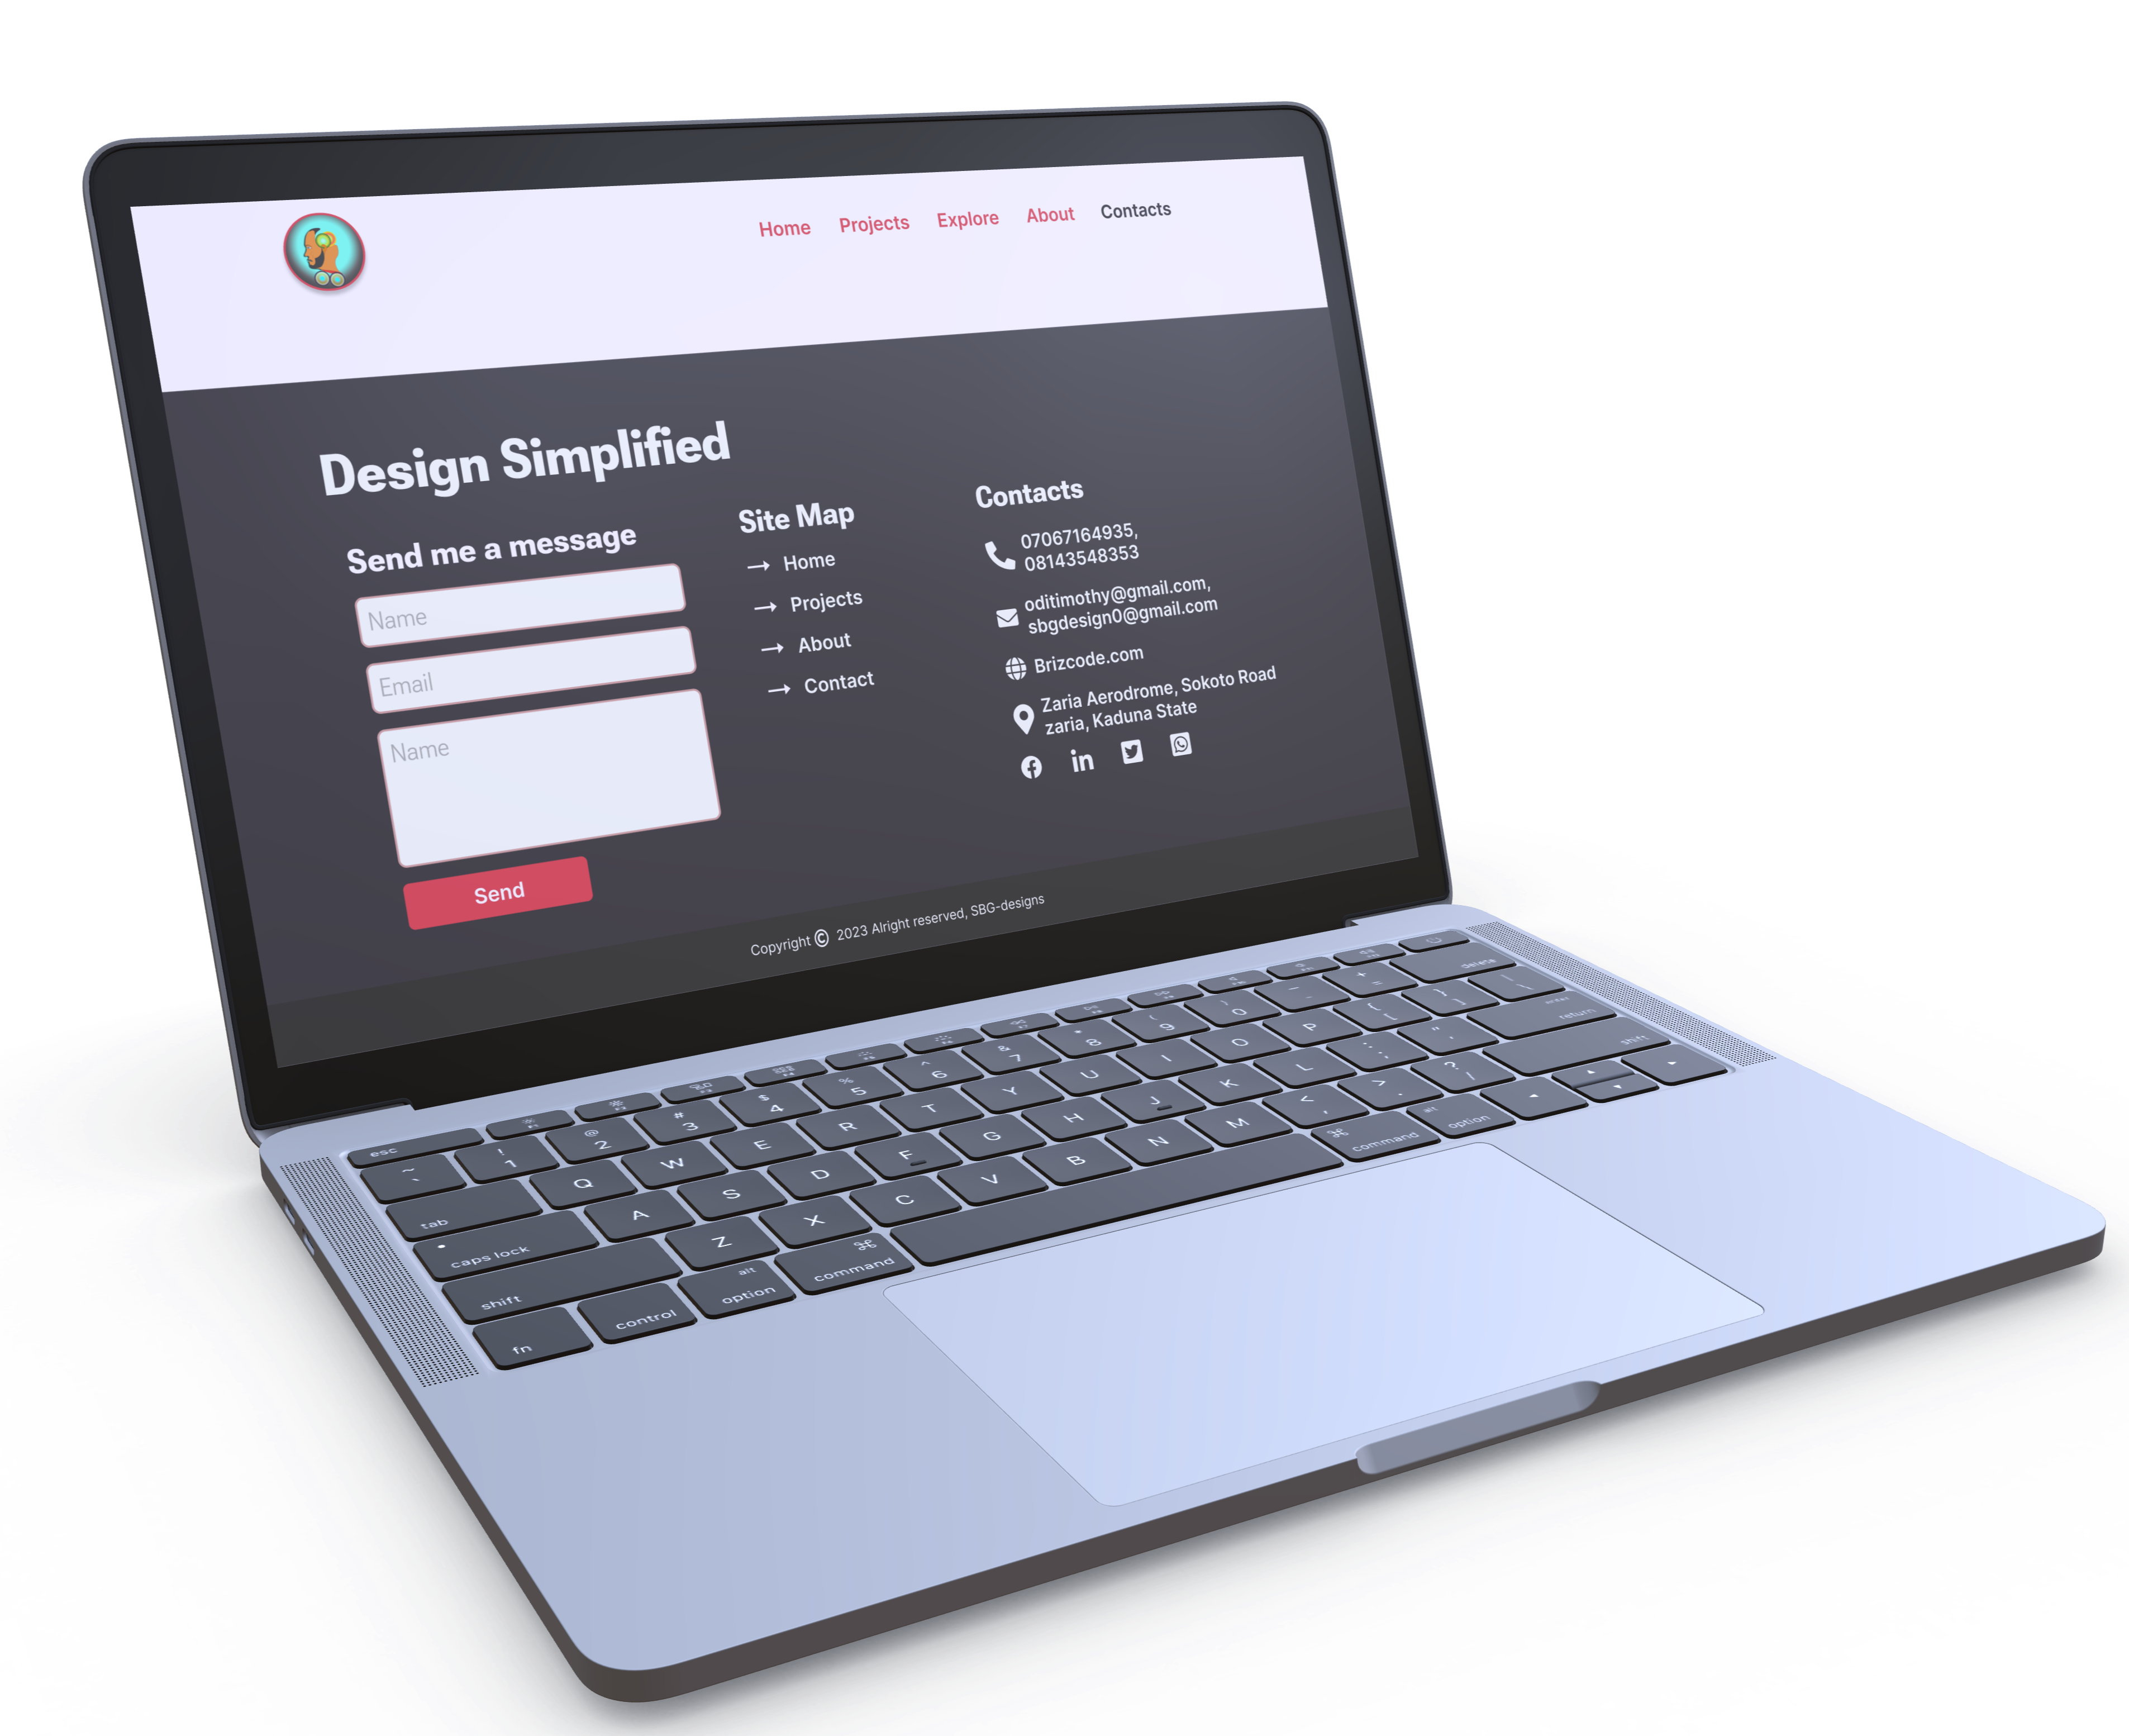 Home Projects Explore About Contacts
Design Simplified
Send me a message
Name
Email
Name
Send
Site Map
Home
Projects
About
Contact
Contacts
07067164935,
08143548353
oditimothy@gmail.com,
sbgdesign0@gmail.com
Brizcode.com
Zaria Aerodrome, Sokoto Road
zaria, Kaduna State
in
Copyright © 2023 Alright reserved, SBG-designs
esc
~ ` ! 1 @ 2 # 3 $ 4 % 5 ^ 6 & 7 * 8 ( 9 ) 0 _ - + = delete
tab Q W E R T Y U I O P { [ } ] | \
caps lock A S D F G H J K L : ; " ' enter return
shift Z X C V B N M < , > . ? / shift
fn control alt option ⌘ command ⌘ command alt option